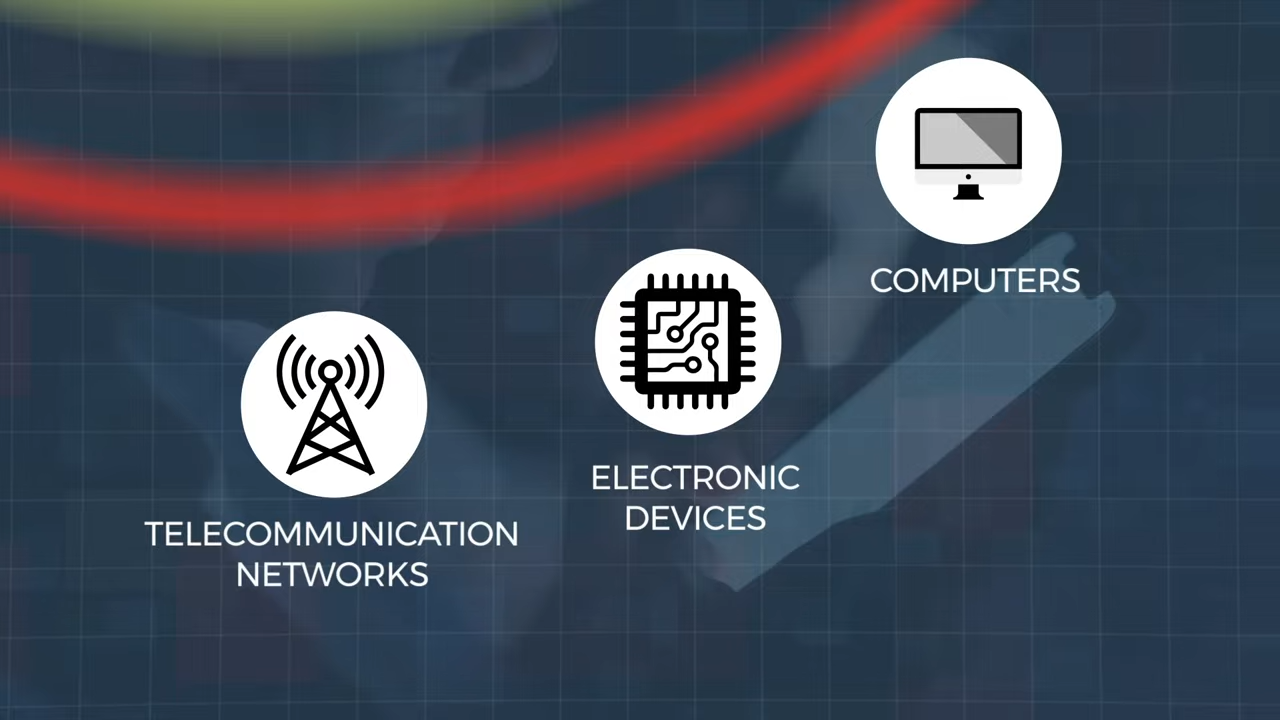 COMPUTERS
ELECTRONIC
DEVICES
TELECOMMUNICATION
NETWORKS